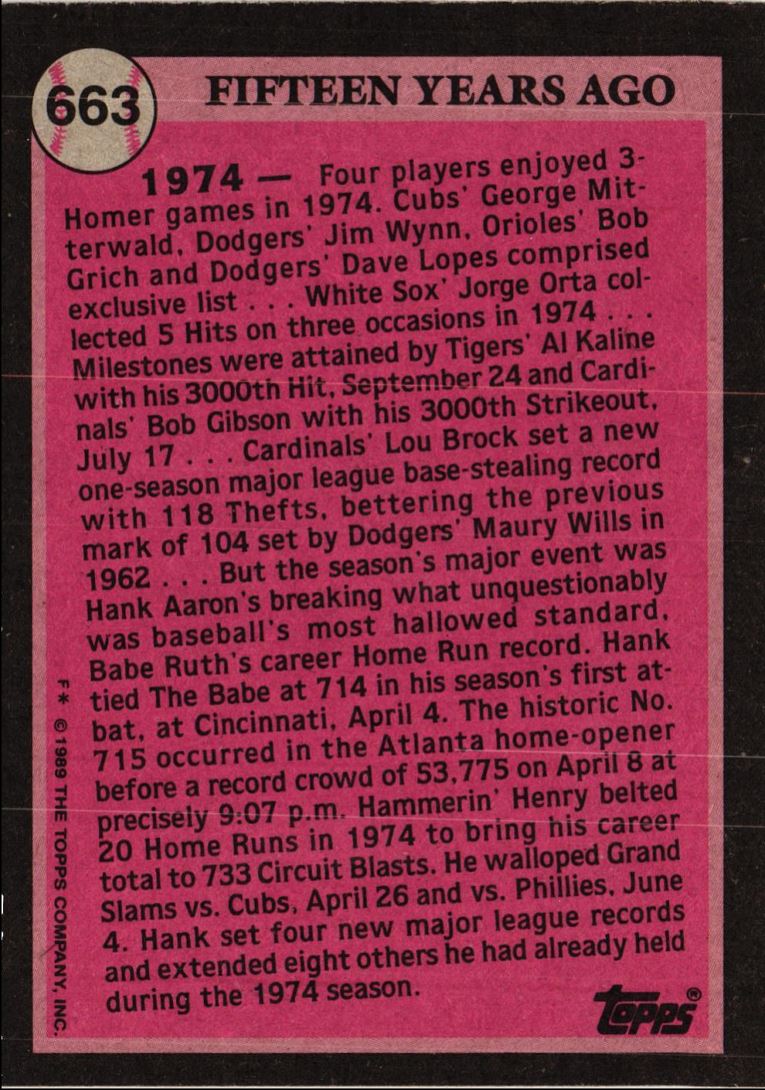 663
FIFTEEN YEARS AGO
1974 — Four players enjoyed 3-
Homer games in 1974. Cubs' George Mit-
terwald, Dodgers' Jim Wynn, Orioles' Bob
Grich and Dodgers' Dave Lopes comprised
exclusive list . . . White Sox' Jorge Orta col-
lected 5 Hits on three occasions in 1974 . . .
Milestones were attained by Tigers' Al Kaline
with his 3000th Hit, September 24 and Cardi-
nals' Bob Gibson with his 3000th Strikeout,
July 17 . . . Cardinals' Lou Brock set a new
one-season major league base-stealing record
with 118 Thefts, bettering the previous
mark of 104 set by Dodgers' Maury Wills in
1962 . . . But the season's major event was
Hank Aaron's breaking what unquestionably
was baseball's most hallowed standard,
Babe Ruth's career Home Run record. Hank
tied The Babe at 714 in his season's first at-
bat, at Cincinnati, April 4. The historic No.
715 occurred in the Atlanta home-opener
before a record crowd of 53,775 on April 8 at
precisely 9:07 p.m. Hammerin' Henry belted
20 Home Runs in 1974 to bring his career
total to 733 Circuit Blasts. He walloped Grand
Slams vs. Cubs, April 26 and vs. Phillies, June
4. Hank set four new major league records
and extended eight others he had already held
during the 1974 season.
F* © 1989 THE TOPPS COMPANY, INC.
topps®